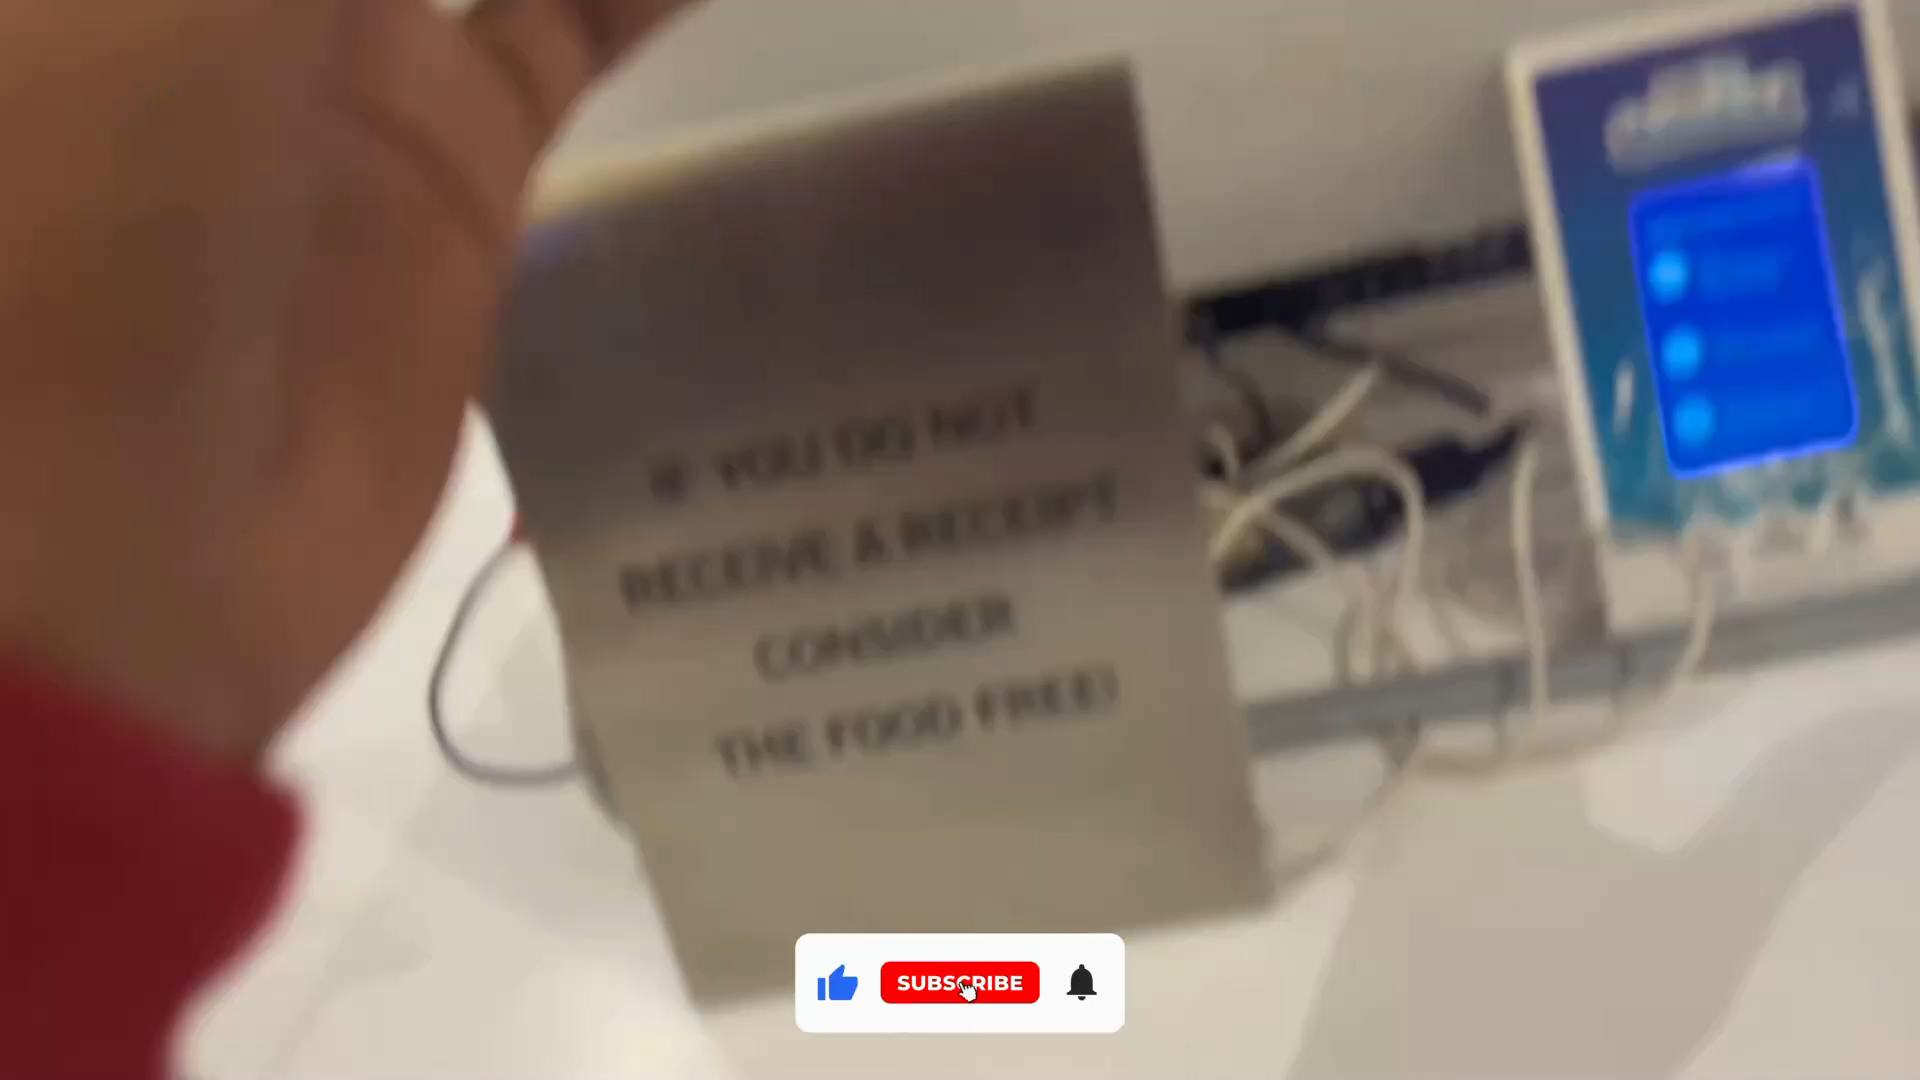 IF YOU DO NOT
RECEIVE A RECEIPT
CONSIDER
THE FOOD FREE!
SUBSCRIBE